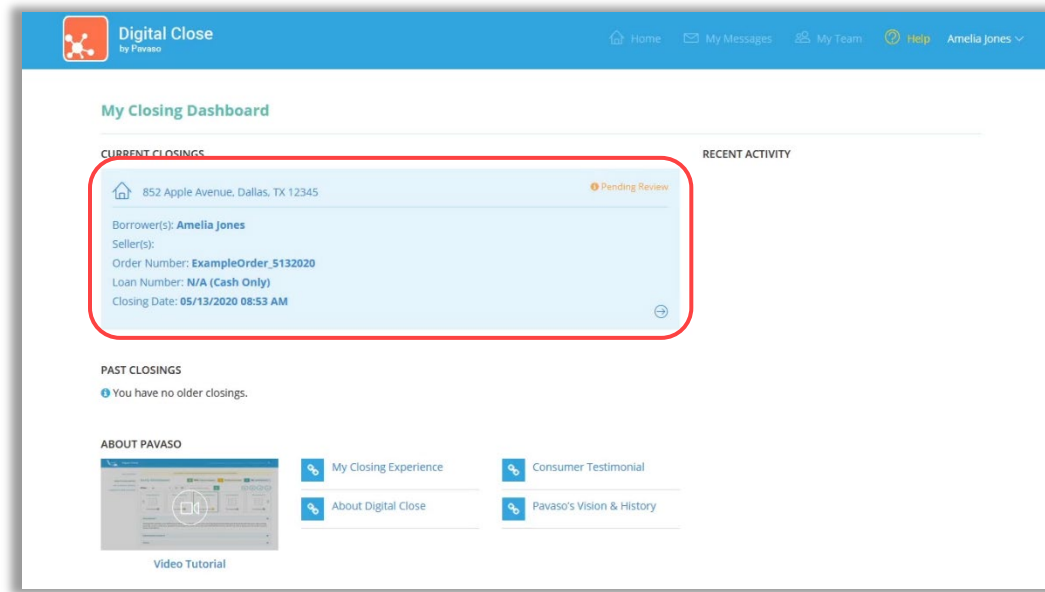 Digital Close
by Pavaso
Home My Messages My Team Help Amelia Jones
My Closing Dashboard
CURRENT CLOSINGS
852 Apple Avenue, Dallas, TX 12345 Pending Review
Borrower(s): Amelia Jones
Seller(s):
Order Number: ExampleOrder_5132020
Loan Number: N/A (Cash Only)
Closing Date: 05/13/2020 08:53 AM
RECENT ACTIVITY
PAST CLOSINGS
You have no older closings.
ABOUT PAVASO
Video Tutorial
My Closing Experience
Consumer Testimonial
About Digital Close
Pavaso's Vision & History